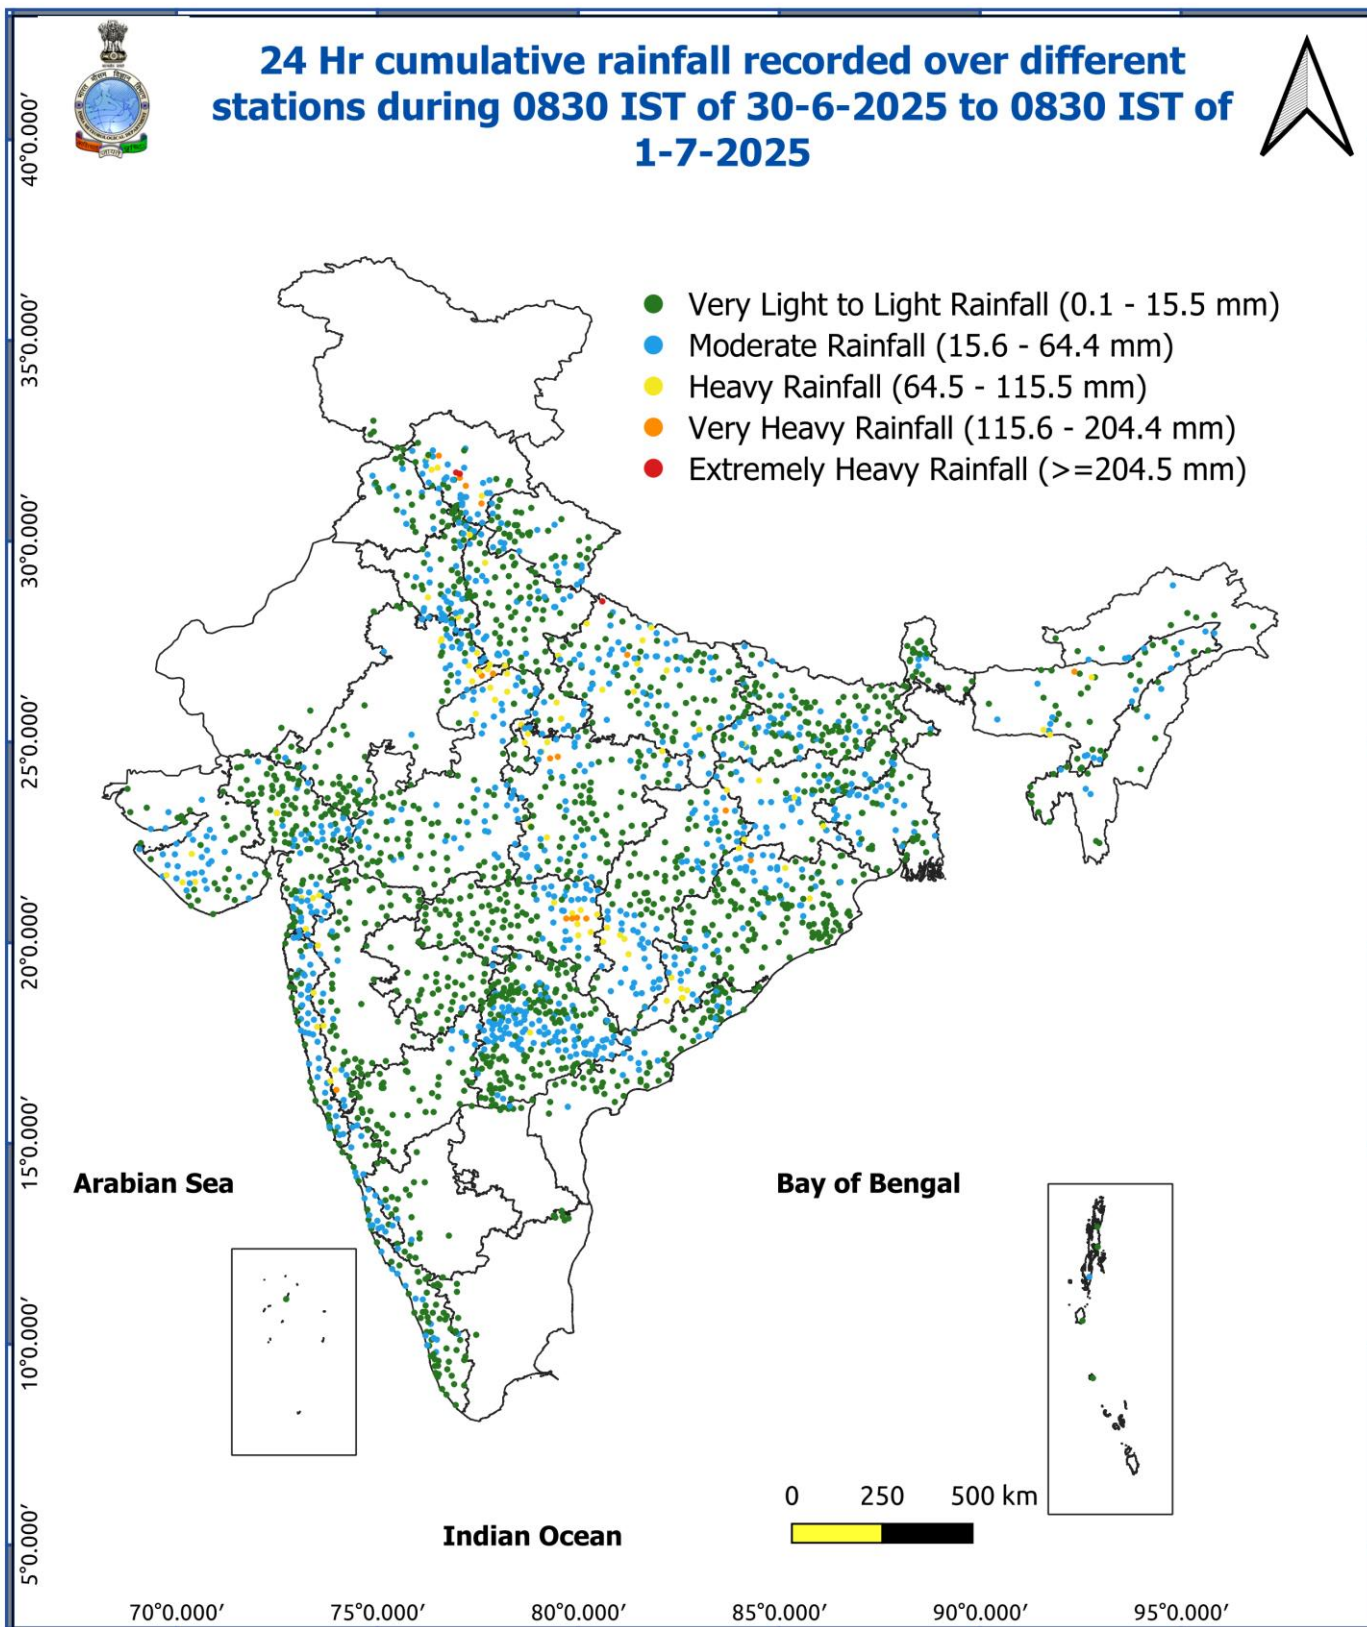 24 Hr cumulative rainfall recorded over different
stations during 0830 IST of 30-6-2025 to 0830 IST of
1-7-2025
Very Light to Light Rainfall (0.1 - 15.5 mm)
Moderate Rainfall (15.6 - 64.4 mm)
Heavy Rainfall (64.5 - 115.5 mm)
Very Heavy Rainfall (115.6 - 204.4 mm)
Extremely Heavy Rainfall (>=204.5 mm)
40°0.000′
35°0.000′
30°0.000′
25°0.000′
20°0.000′
15°0.000′
10°0.000′
5°0.000′
Arabian Sea
Bay of Bengal
Indian Ocean
0 250 500 km
70°0.000′ 75°0.000′ 80°0.000′ 85°0.000′ 90°0.000′ 95°0.000′